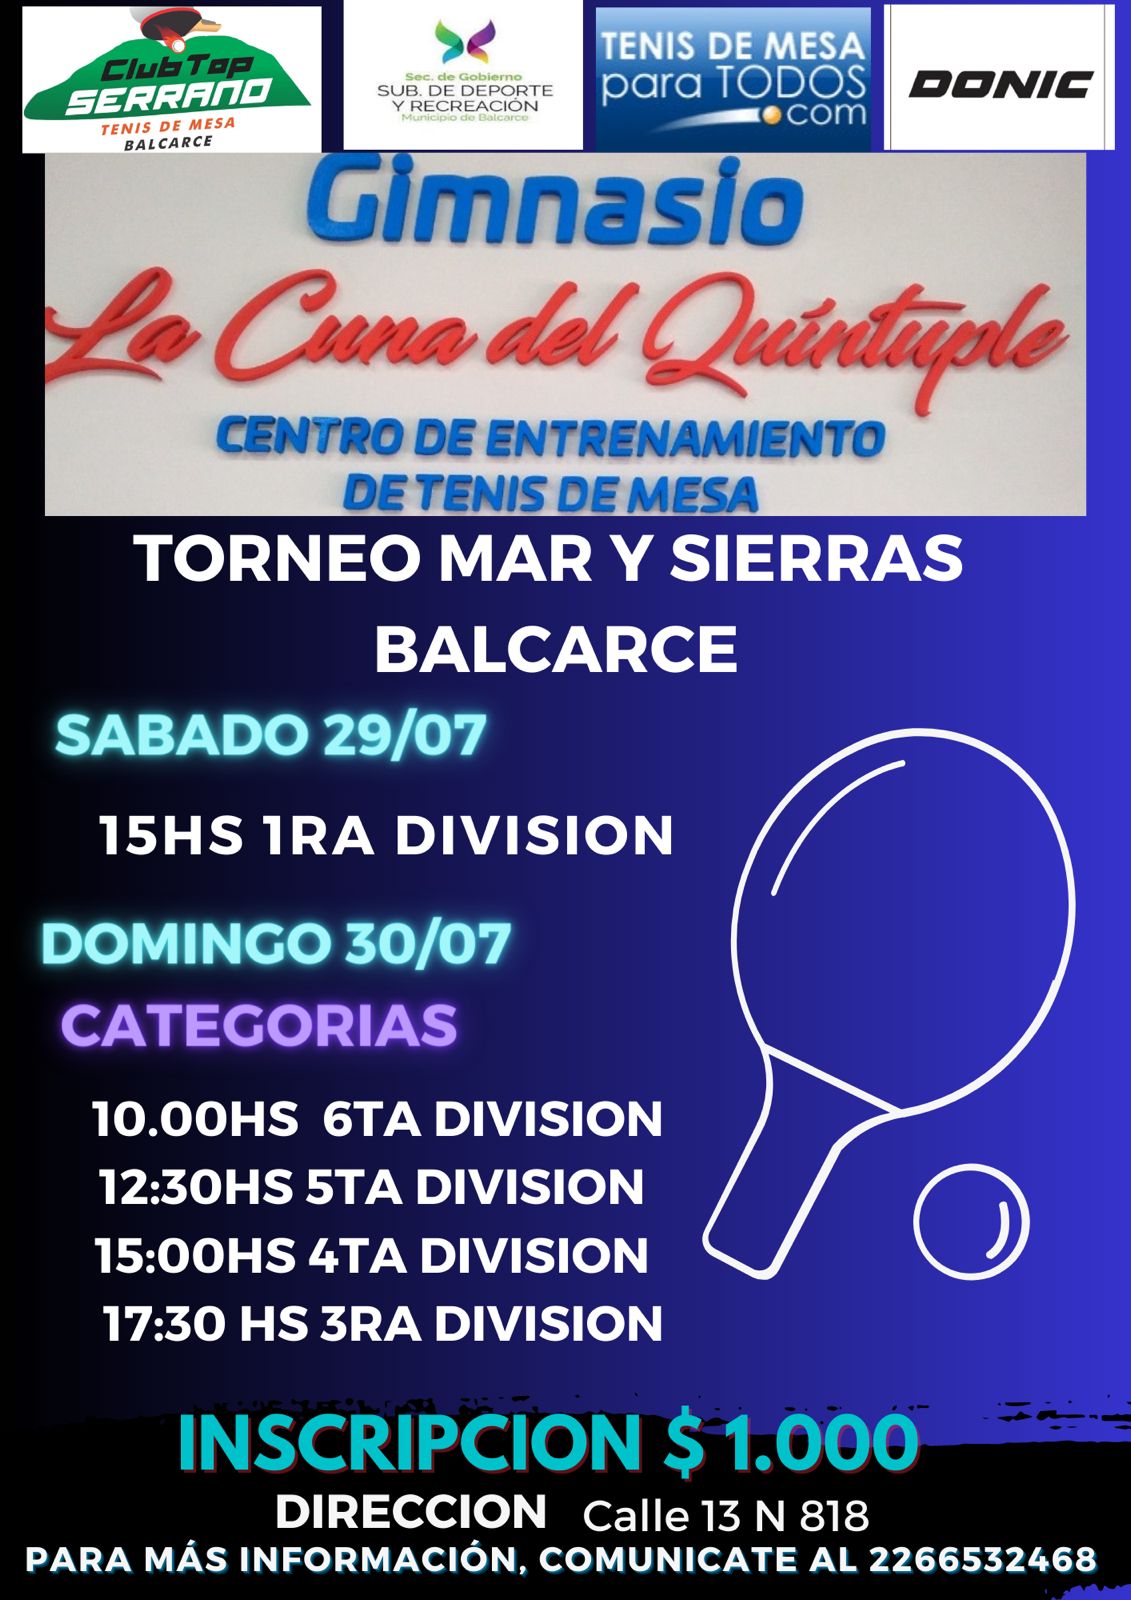 Club Top
SERRANO
TENIS DE MESA
BALCARCE
Sec. de Gobierno
SUB. DE DEPORTE
Y RECREACIÓN
Municipio de Balcarce
TENIS DE MESA
para TODOS
.com
DONIC
Gimnasio
La Cuna del Quíntuple
CENTRO DE ENTRENAMIENTO
DE TENIS DE MESA
TORNEO MAR Y SIERRAS
BALCARCE
SABADO 29/07
15HS 1RA DIVISION
DOMINGO 30/07
CATEGORIAS
10.00HS 6TA DIVISION
12:30HS 5TA DIVISION
15:00HS 4TA DIVISION
17:30 HS 3RA DIVISION
INSCRIPCION $ 1.000
DIRECCION Calle 13 N 818
PARA MÁS INFORMACIÓN, COMUNICATE AL 2266532468